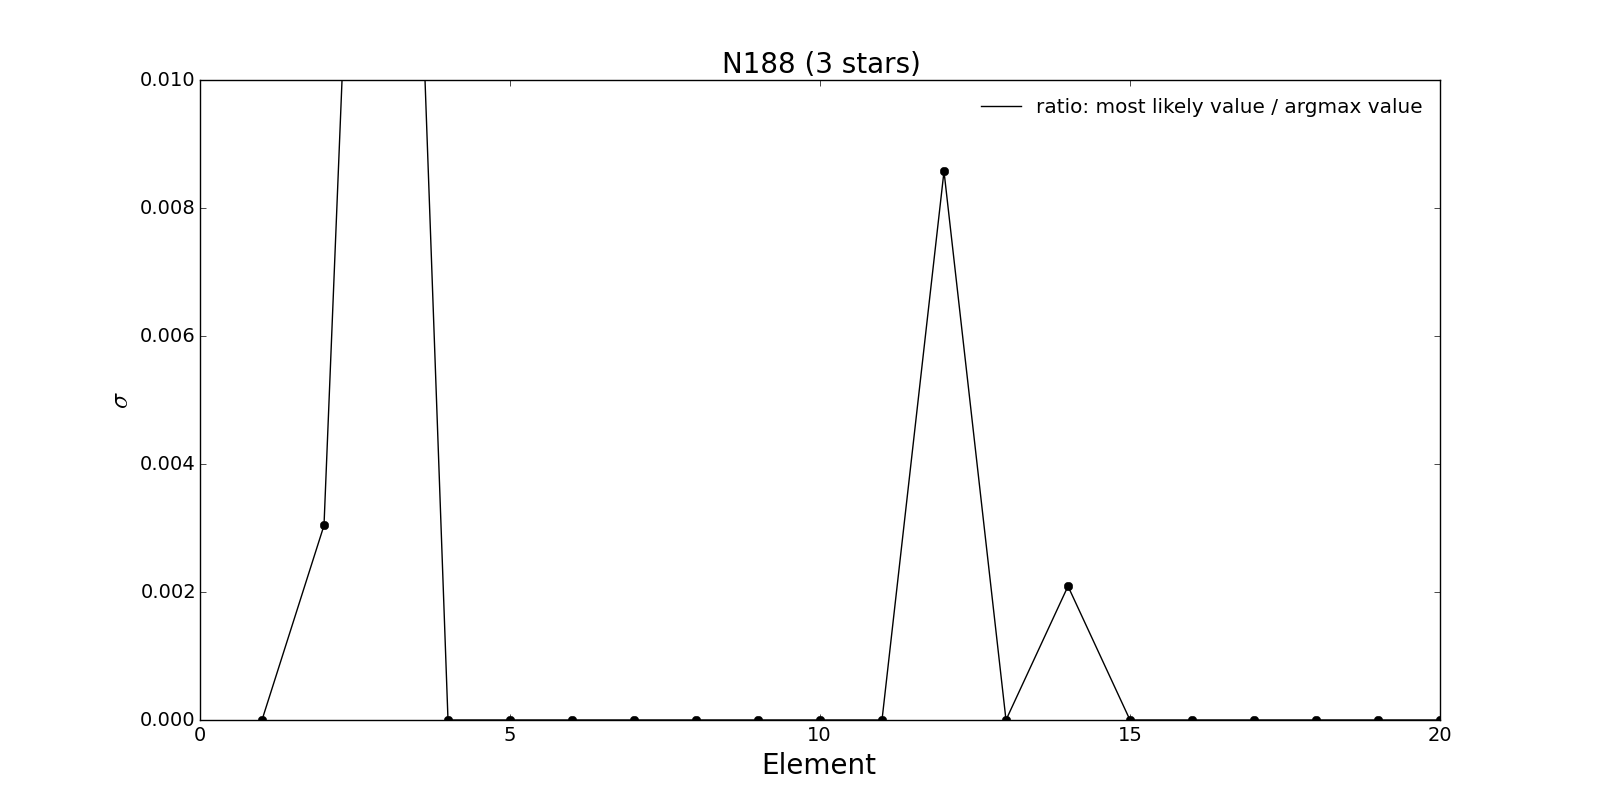 N188 (3 stars)
ratio: most likely value / argmax value
0.010
0.008
0.006
0.004
0.002
0.000
σ
0 5 10 15 20
Element